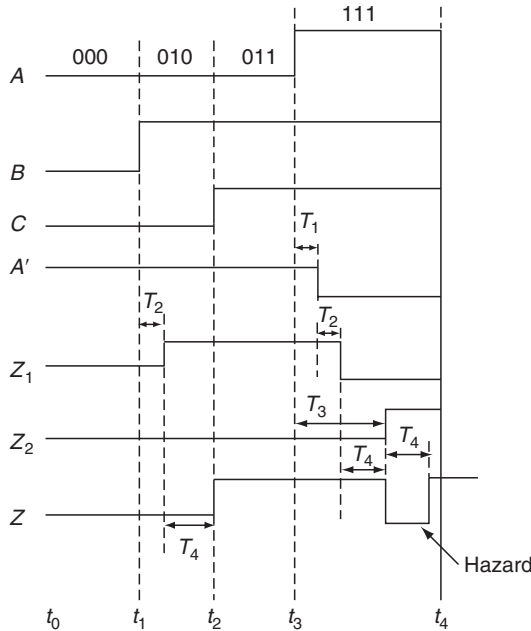 111
000 010 011
A
B
C
T₁
A′
T₂ T₂
Z₁
T₃
Z₂ T₄
T₄
Z
T₄
Hazard
t₀ t₁ t₂ t₃ t₄